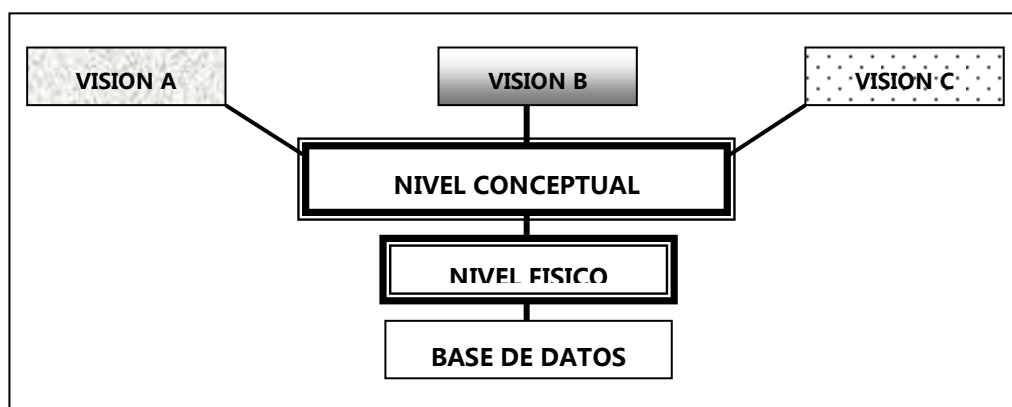 VISION A
VISION B
VISION C
NIVEL CONCEPTUAL
NIVEL FISICO
BASE DE DATOS